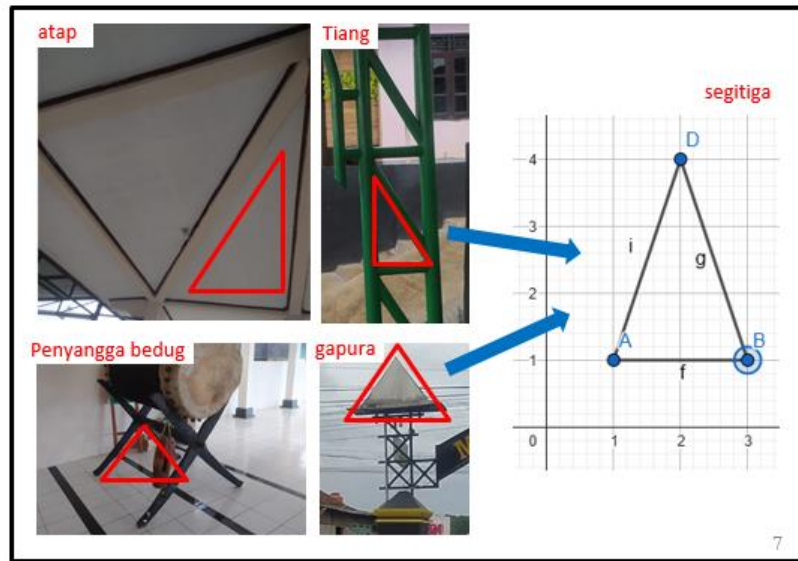 atap
Tiang
segitiga
Penyangga bedug
gapura
D
4
3
i
g
2
A
B
1
f
0
1
2
3
7